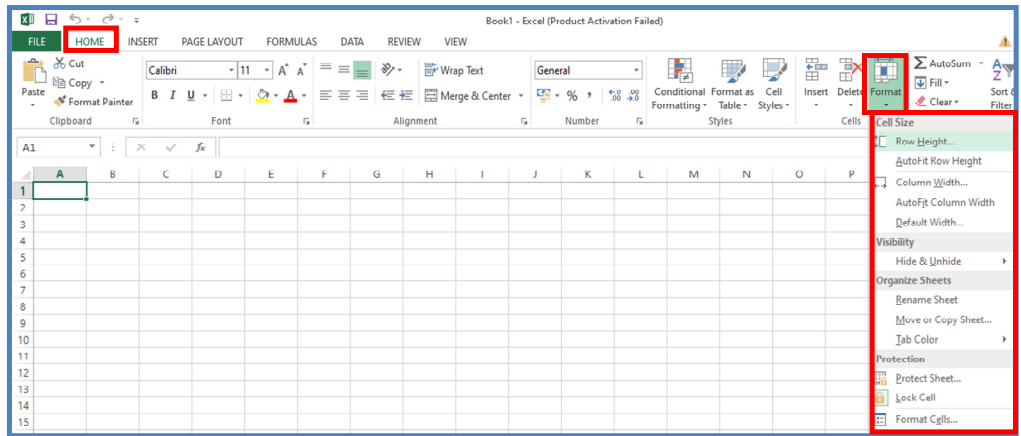 Book1 - Excel (Product Activation Failed)
FILE HOME INSERT PAGE LAYOUT FORMULAS DATA REVIEW VIEW
Cut
Copy
Format Painter
Paste
Clipboard
Calibri 11 A A
B I U A
Font
Wrap Text
Merge & Center
Alignment
General
% , .00 .0
Number
Conditional Formatting
Format as Table
Cell Styles
Styles
Insert Delete Format
Cells
AutoSum
Fill
Clear
Sort &
Filter
A1 fx
A B C D E F G H I J K L M N O P
1
2
3
4
5
6
7
8
9
10
11
12
13
14
15
Cell Size
Row Height...
AutoFit Row Height
Column Width...
AutoFit Column Width
Default Width...
Visibility
Hide & Unhide
Organize Sheets
Rename Sheet
Move or Copy Sheet...
Tab Color
Protection
Protect Sheet...
Lock Cell
Format Cells...